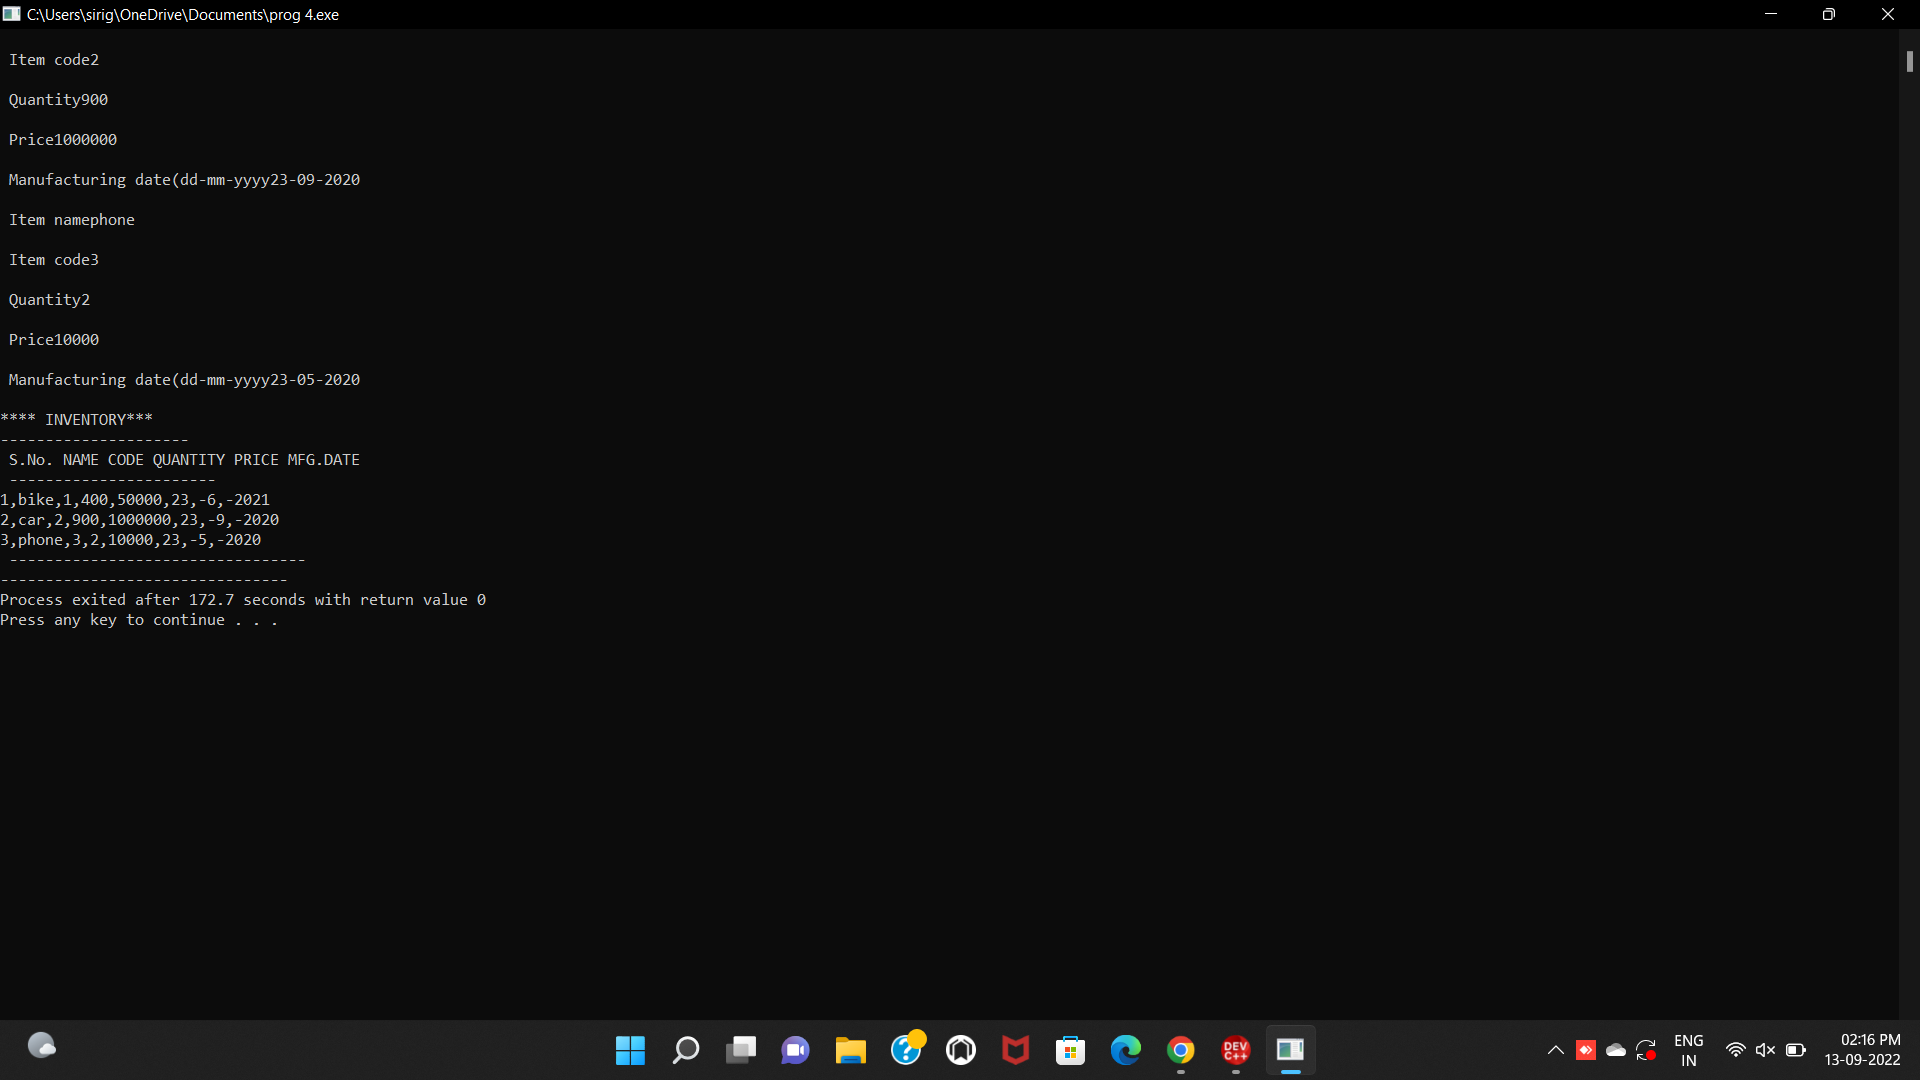 C:\Users\sirig\OneDrive\Documents\prog 4.exe
Item code2
Quantity900
Price1000000
Manufacturing date(dd-mm-yyyy23-09-2020
Item namephone
Item code3
Quantity2
Price10000
Manufacturing date(dd-mm-yyyy23-05-2020
**** INVENTORY***
---------------------
S.No. NAME CODE QUANTITY PRICE MFG.DATE
-----------------------
1,bike,1,400,50000,23,-6,-2021
2,car,2,900,1000000,23,-9,-2020
3,phone,3,2,10000,23,-5,-2020
---------------------------------
--------------------------------
Process exited after 172.7 seconds with return value 0
Press any key to continue . . .
DEV
C++
ENG
IN
02:16 PM
13-09-2022